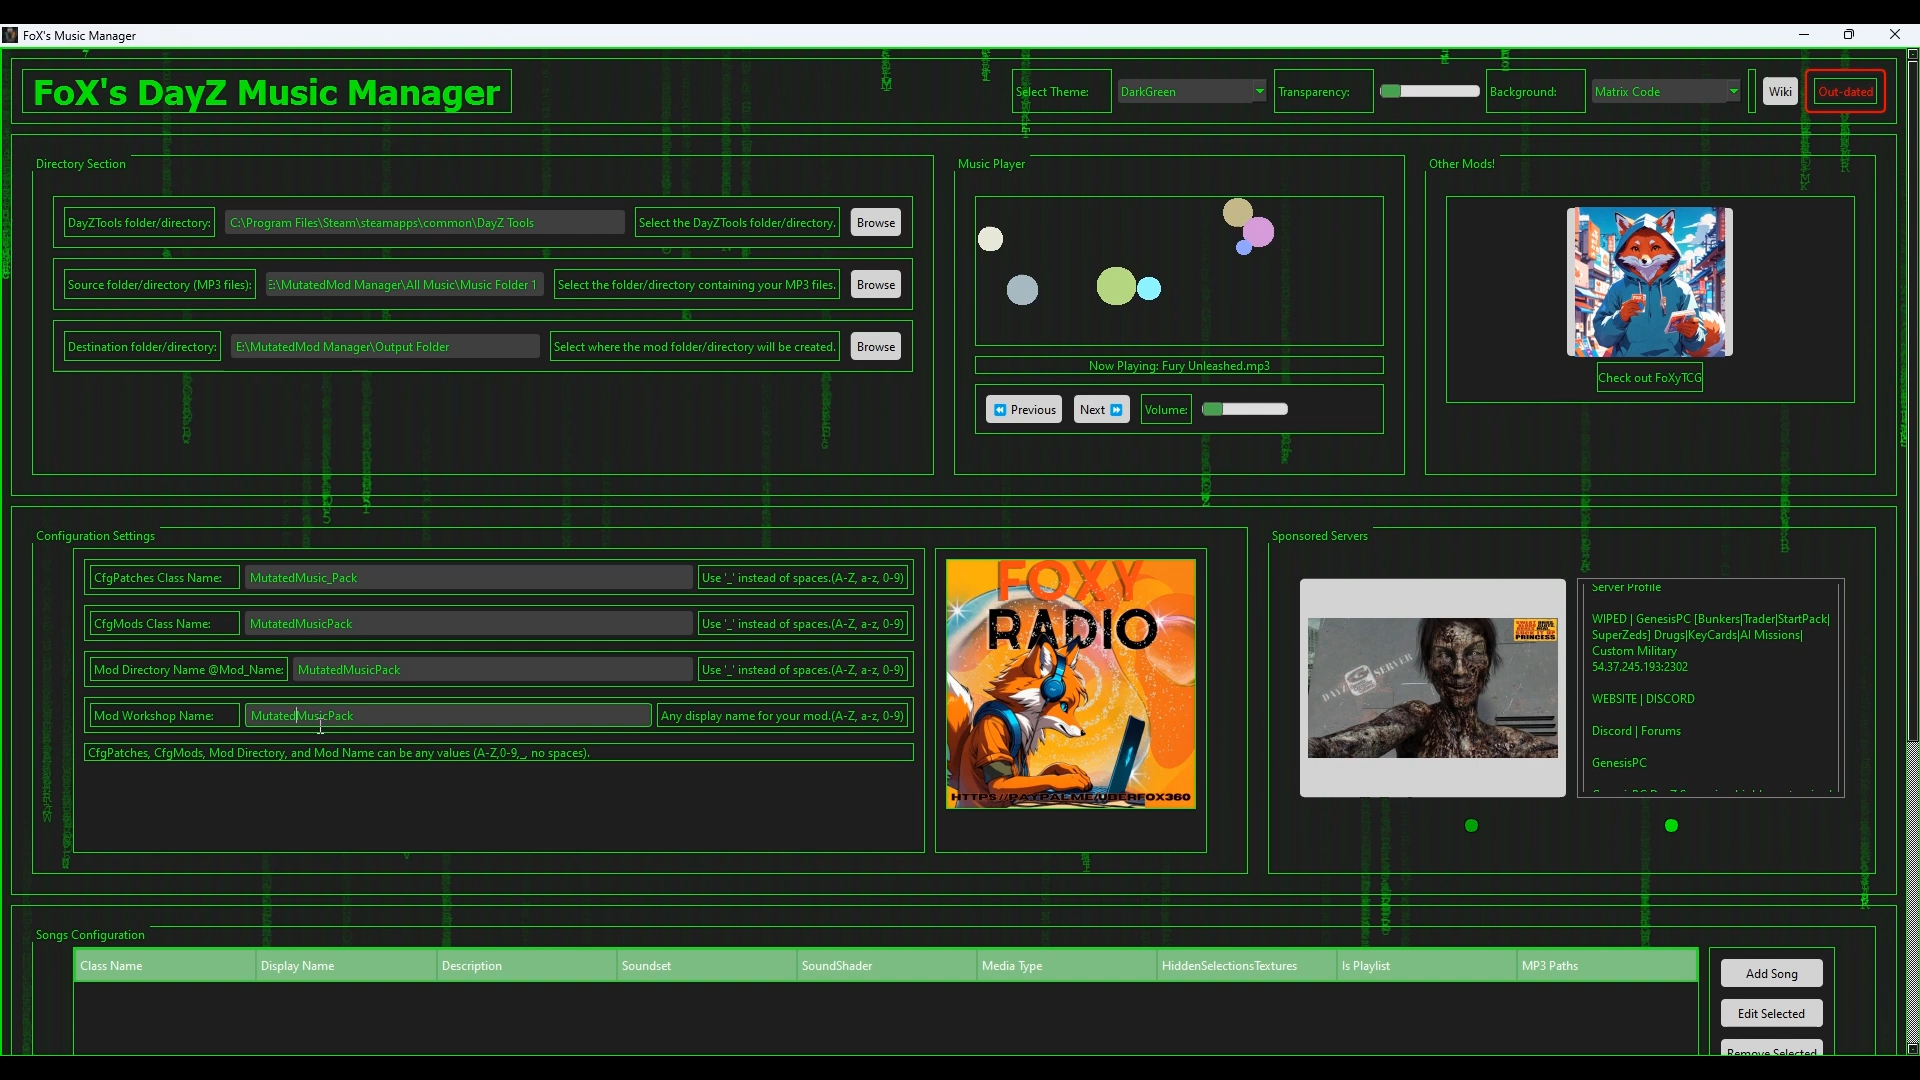 FoX's Music Manager
FoX's DayZ Music Manager
Select Theme:
DarkGreen
Transparency:
Background:
Matrix Code
Wiki
Out-dated
Directory Section
DayZTools folder/directory:
C:\Program Files\Steam\steamapps\common\DayZ Tools
Select the DayZTools folder/directory.
Browse
Source folder/directory (MP3 files):
E:\MutatedMod Manager\All Music\Music Folder 1
Select the folder/directory containing your MP3 files.
Browse
Destination folder/directory:
E:\MutatedMod Manager\Output Folder
Select where the mod folder/directory will be created.
Browse
Music Player
Now Playing: Fury Unleashed.mp3
Previous
Next
Volume:
Other Mods!
Check out FoXyTCG
Configuration Settings
CfgPatches Class Name:
MutatedMusic_Pack
Use '_' instead of spaces.(A-Z, a-z, 0-9)
CfgMods Class Name:
MutatedMusicPack
Use '_' instead of spaces.(A-Z, a-z, 0-9)
Mod Directory Name @Mod_Name:
MutatedMusicPack
Use '_' instead of spaces.(A-Z, a-z, 0-9)
Mod Workshop Name:
MutatedMusicPack
Any display name for your mod.(A-Z, a-z, 0-9)
CfgPatches, CfgMods, Mod Directory, and Mod Name can be any values (A-Z,0-9,_, no spaces).
FOXY
RADIO
HTTPS://PAYPAL.ME/UBERFOX360
Sponsored Servers
DAYZ SERVER
Server Profile
WIPED | GenesisPC [Bunkers|Trader|StartPack|
SuperZeds] Drugs|KeyCards|AI Missions|
Custom Military
54.37.245.193:2302
WEBSITE | DISCORD
Discord | Forums
GenesisPC
Songs Configuration
Class Name
Display Name
Description
Soundset
SoundShader
Media Type
HiddenSelectionsTextures
Is Playlist
MP3 Paths
Add Song
Edit Selected
Remove Selected